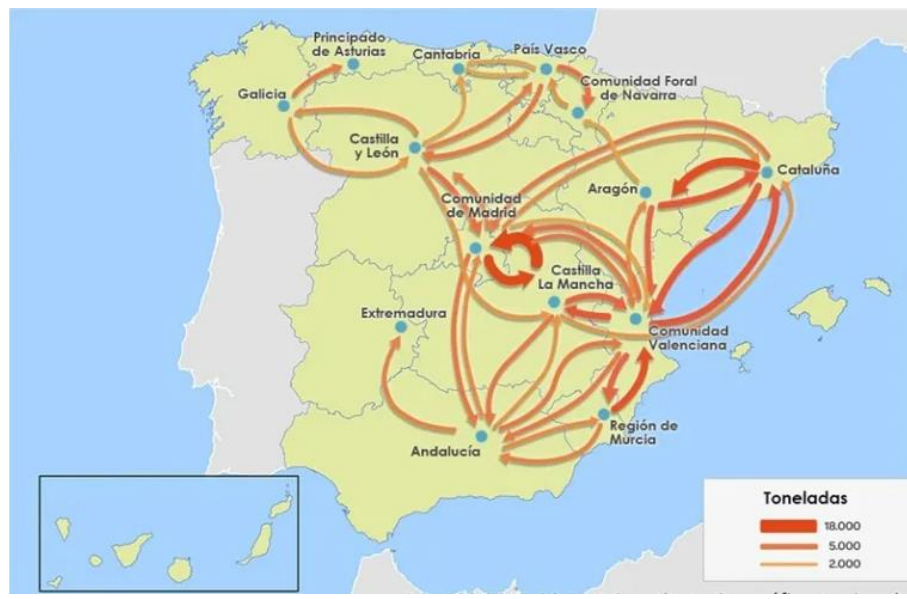 Principado
de Asturias
Cantabria
País Vasco
Comunidad Foral
de Navarra
Galicia
Castilla
y León
Cataluña
Aragón
Comunidad
de Madrid
Castilla
La Mancha
Extremadura
Comunidad
Valenciana
Región de
Murcia
Andalucía
Toneladas
18.000
5.000
2.000